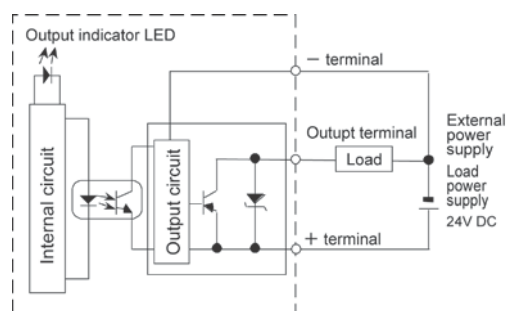 Output indicator LED
− terminal
Outupt terminal
External
power
supply
Load
Load
power
supply
24V DC
Internal circuit
Output circuit
+ terminal